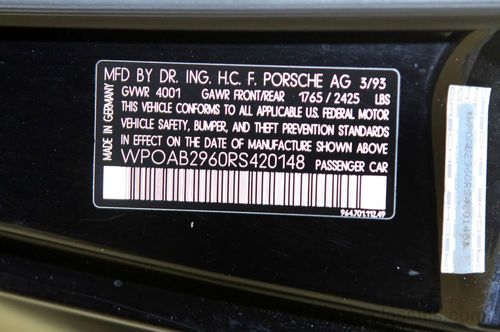 MFD BY DR. ING. H.C. F. PORSCHE AG 3/93
GVWR 4001 GAWR FRONT/REAR 1765/2425 LBS
THIS VEHICLE CONFORMS TO ALL APPLICABLE U.S. FEDERAL MOTOR
VEHICLE SAFETY, BUMPER, AND THEFT PREVENTION STANDARDS
IN EFFECT ON THE DATE OF MANUFACTURE SHOWN ABOVE
WPOAB2960RS420148 PASSENGER CAR
964.701.112.49
MADE IN GERMANY
*WP0AB2960RS420148*